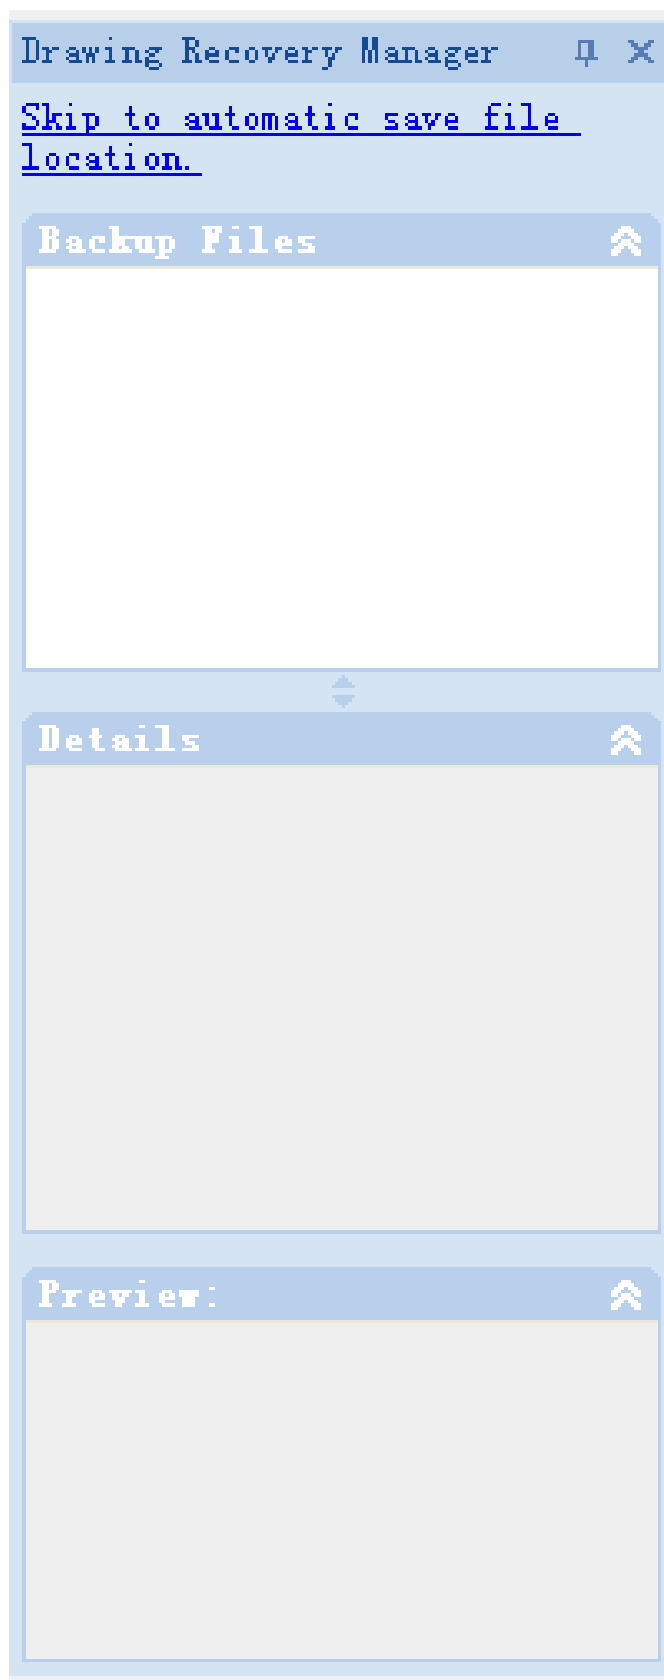 Drawing Recovery Manager
Skip to automatic save file
location.
Backup Files
Details
Preview: